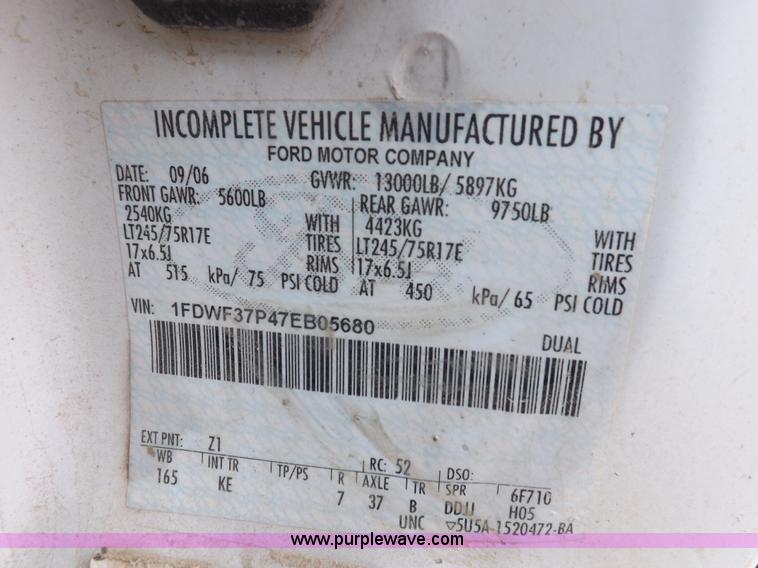 INCOMPLETE VEHICLE MANUFACTURED BY
FORD MOTOR COMPANY
DATE: 09/06 GVWR: 13000LB/ 5897KG
FRONT GAWR: 5600LB REAR GAWR: 9750LB
2540KG WITH 4423KG WITH
LT245/75R17E TIRES LT245/75R17E TIRES
17x6.5J RIMS 17x6.5J RIMS
AT 515 kPa/ 75 PSI COLD AT 450 kPa/ 65 PSI COLD
VIN: 1FDWF37P47EB05680 DUAL
EXT PNT: Z1 RC: 52 DSO:
WB INT TR TP/PS R AXLE TR SPR 6F710
165 KE 7 37 B DDJJ H05
UNC ▽5U5A-1520472-BA
www.purplewave.com